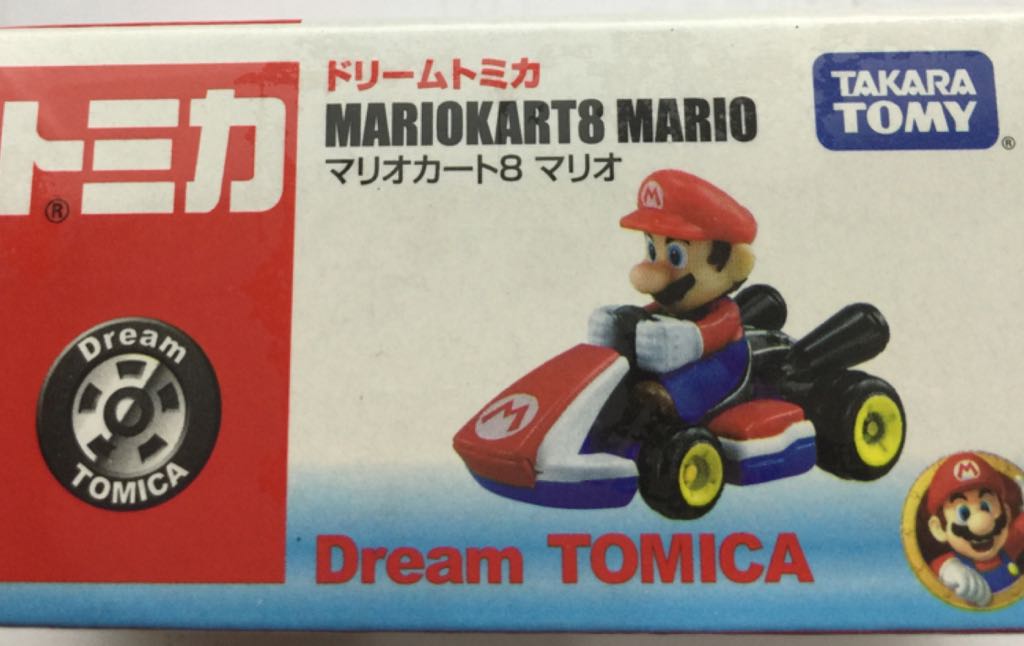 トミカ®
ドリームトミカ
MARIOKART8 MARIO
マリオカート8 マリオ
TAKARA
TOMY®
Dream
TOMICA
M
M
Dream TOMICA
M